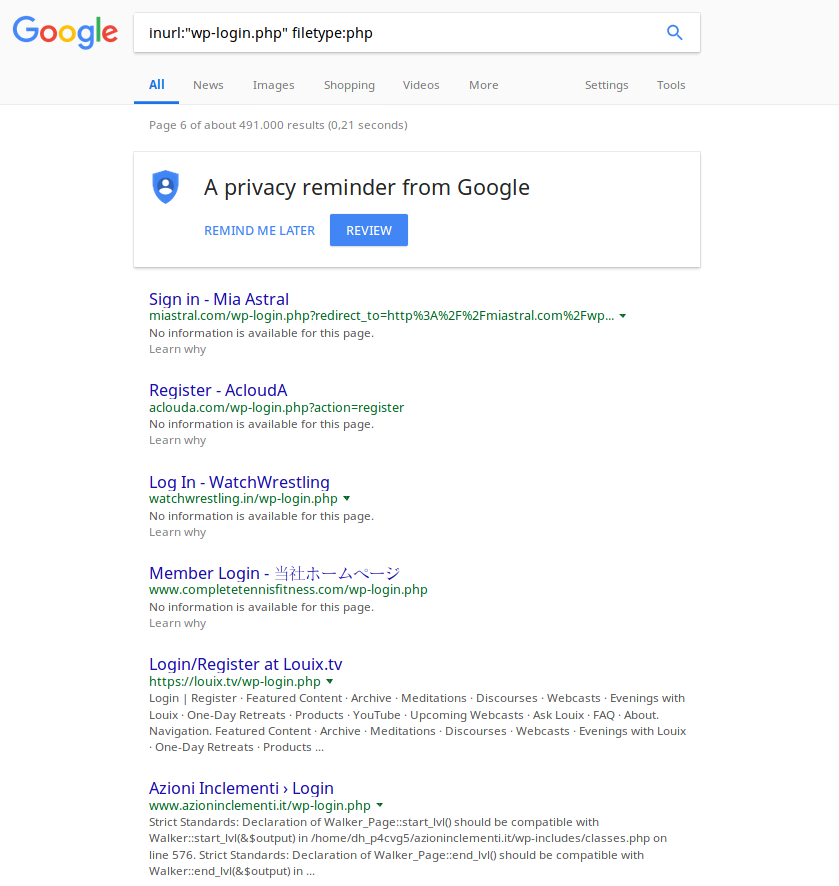 Google
inurl:"wp-login.php" filetype:php
All News Images Shopping Videos More Settings Tools
Page 6 of about 491.000 results (0,21 seconds)
A privacy reminder from Google
REMIND ME LATER REVIEW
Sign in - Mia Astral
miastral.com/wp-login.php?redirect_to=http%3A%2F%2Fmiastral.com%2Fwp...
No information is available for this page.
Learn why
Register - AcloudA
aclouda.com/wp-login.php?action=register
No information is available for this page.
Learn why
Log In - WatchWrestling
watchwrestling.in/wp-login.php
No information is available for this page.
Learn why
Member Login - 当社ホームページ
www.completetennisfitness.com/wp-login.php
No information is available for this page.
Learn why
Login/Register at Louix.tv
https://louix.tv/wp-login.php
Login | Register · Featured Content · Archive · Meditations · Discourses · Webcasts · Evenings with
Louix · One-Day Retreats · Products · YouTube · Upcoming Webcasts · Ask Louix · FAQ · About.
Navigation. Featured Content · Archive · Meditations · Discourses · Webcasts · Evenings with Louix
· One-Day Retreats · Products ...
Azioni Inclementi › Login
www.azioninclementi.it/wp-login.php
Strict Standards: Declaration of Walker_Page::start_lvl() should be compatible with
Walker::start_lvl(&$output) in /home/dh_p4cvg5/azioninclementi.it/wp-includes/classes.php on
line 576. Strict Standards: Declaration of Walker_Page::end_lvl() should be compatible with
Walker::end_lvl(&$output) in ...